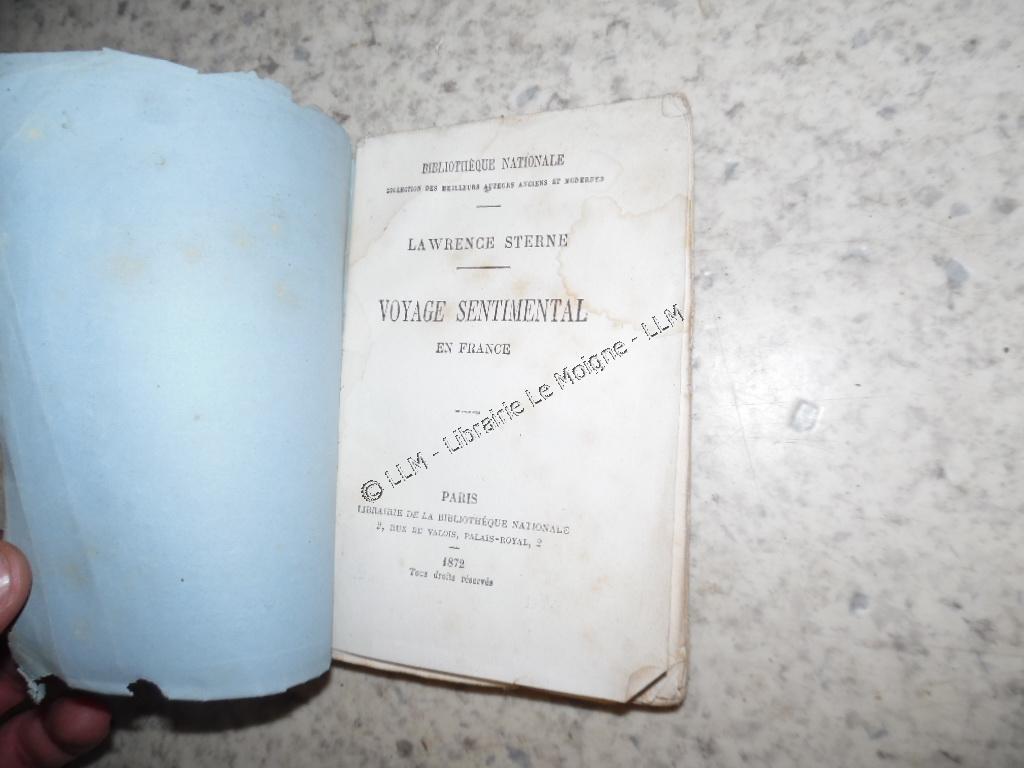 BIBLIOTHÈQUE NATIONALE
COLLECTION DES MEILLEURS AUTEURS ANCIENS ET MODERNES
LAWRENCE STERNE
VOYAGE SENTIMENTAL
EN FRANCE
© LLM - Librairie Le Moigne - LLM
PARIS
LIBRAIRIE DE LA BIBLIOTHÈQUE NATIONALE
2, RUE DE VALOIS, PALAIS-ROYAL, 2
1872
Tous droits réservés